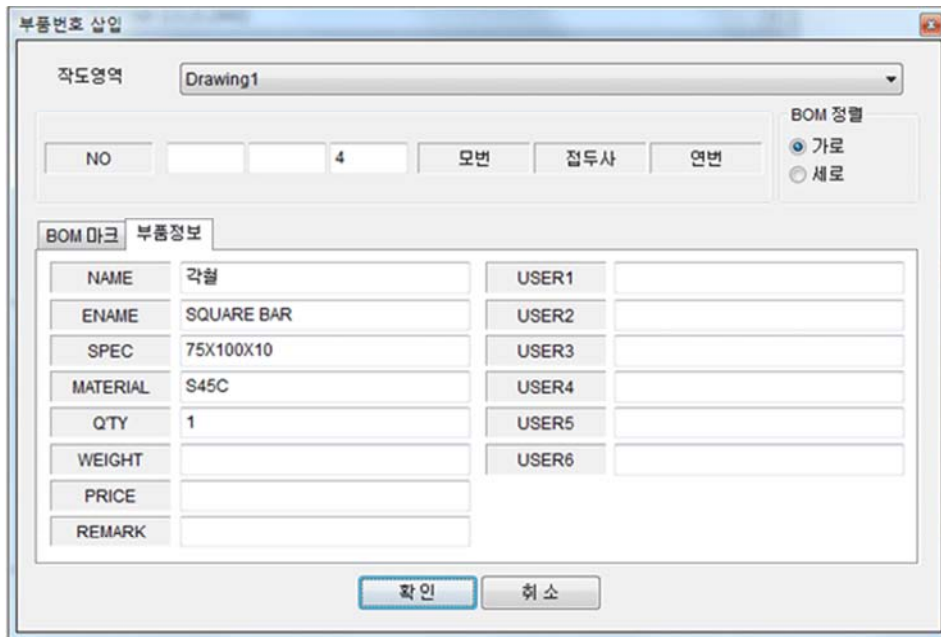 부품번호 삽입
작도영역 Drawing1
BOM 정렬
NO 4 모번 접두사 연번
가로
세로
BOM 마크 부품정보
NAME 각철 USER1
ENAME SQUARE BAR USER2
SPEC 75X100X10 USER3
MATERIAL S45C USER4
Q'TY 1 USER5
WEIGHT USER6
PRICE
REMARK
확 인 취 소